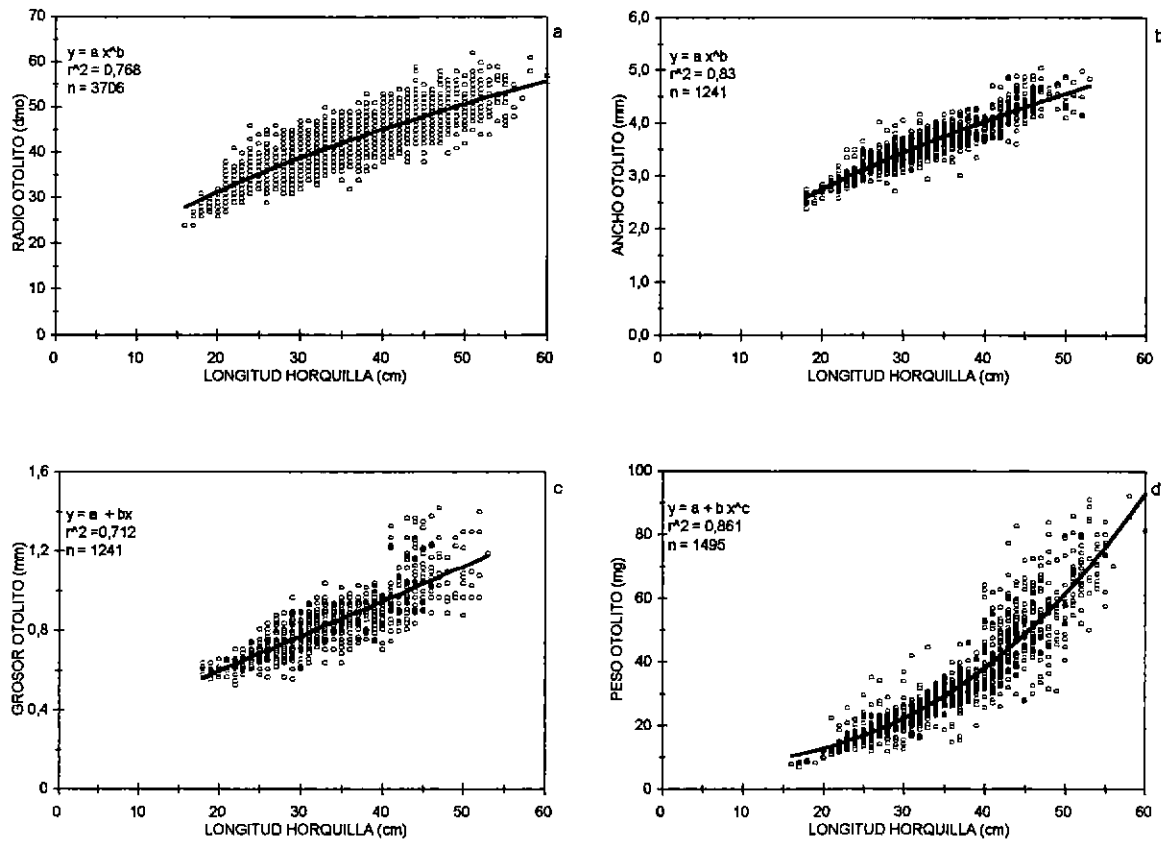 a
y = a x^b
r^2 = 0,768
n = 3706
RADIO OTOLITO (dmo)
70
60
50
40
30
20
10
0
0 10 20 30 40 50 60
LONGITUD HORQUILLA (cm)
b
y = a x^b
r^2 = 0,83
n = 1241
ANCHO OTOLITO (mm)
6,0
5,0
4,0
3,0
2,0
1,0
0,0
0 10 20 30 40 50 60
LONGITUD HORQUILLA (cm)
c
y = a + bx
r^2 =0,712
n = 1241
GROSOR OTOLITO (mm)
1,6
1,2
0,8
0,4
0
0 10 20 30 40 50 60
LONGITUD HORQUILLA (cm)
d
y = a + b x^c
r^2 = 0,861
n = 1495
PESO OTOLITO (mg)
100
80
60
40
20
0
0 10 20 30 40 50 60
LONGITUD HORQUILLA (cm)